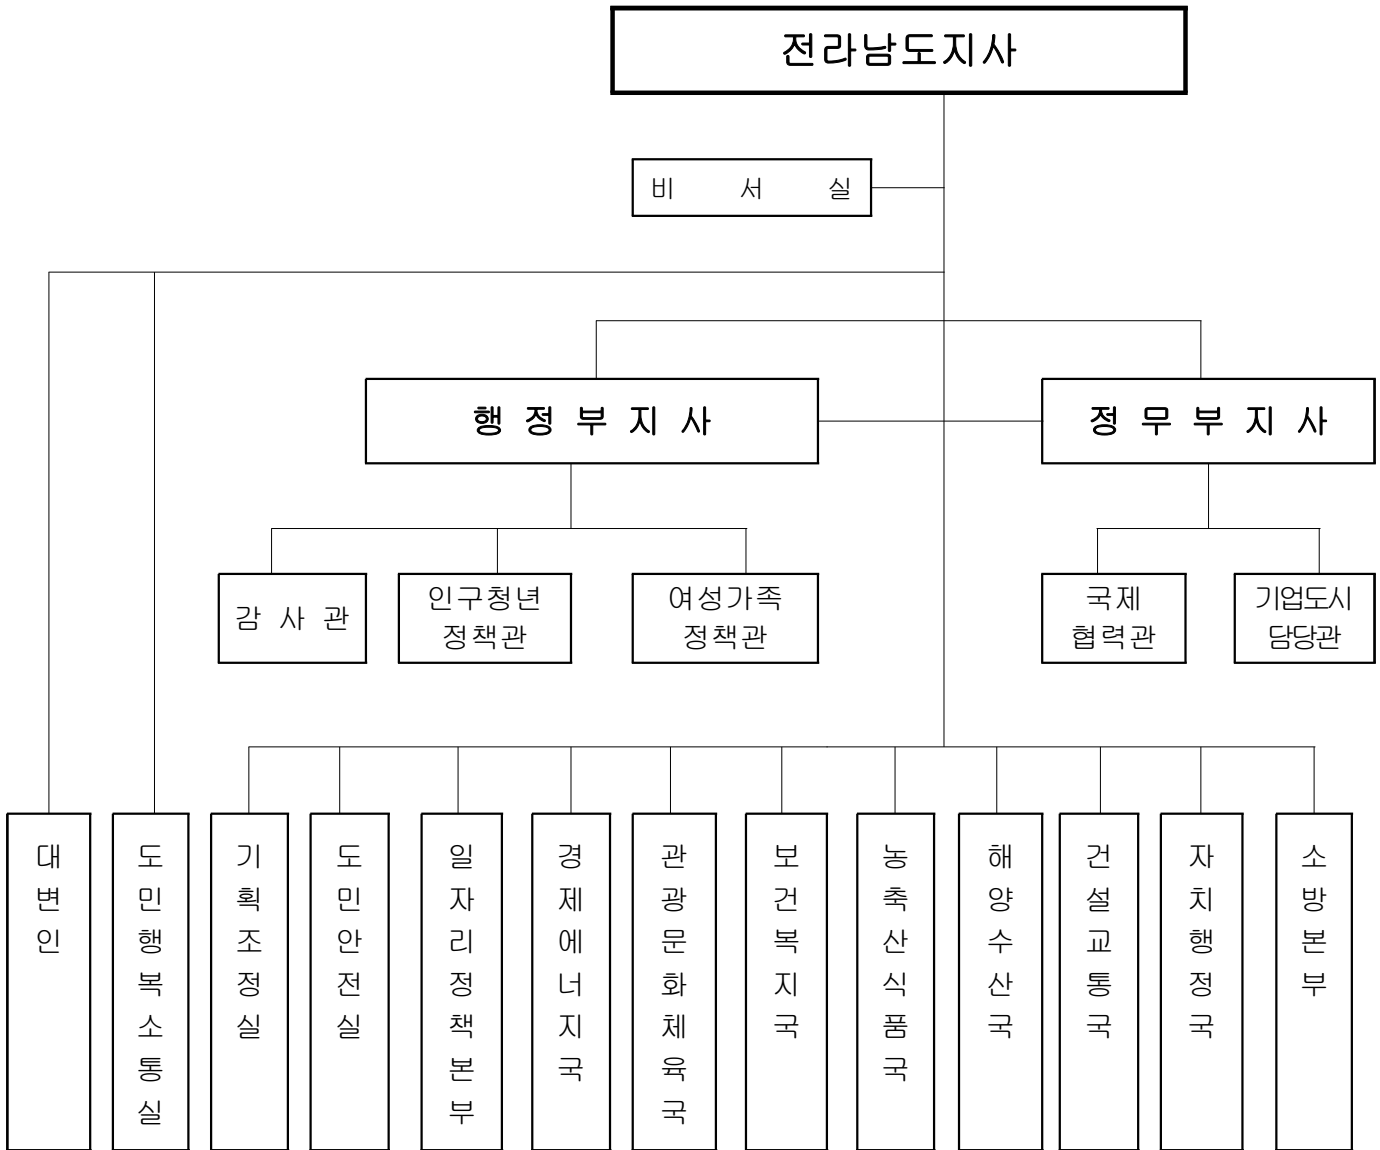 전라남도지사
비 서 실
행 정 부 지 사
정 무 부 지 사
감 사 관
인구청년
정책관
여성가족
정책관
국제
협력관
기업도시
담당관
대변인
도민행복소통실
기획조정실
도민안전실
일자리정책본부
경제에너지국
관광문화체육국
보건복지국
농축산식품국
해양수산국
건설교통국
자치행정국
소방본부